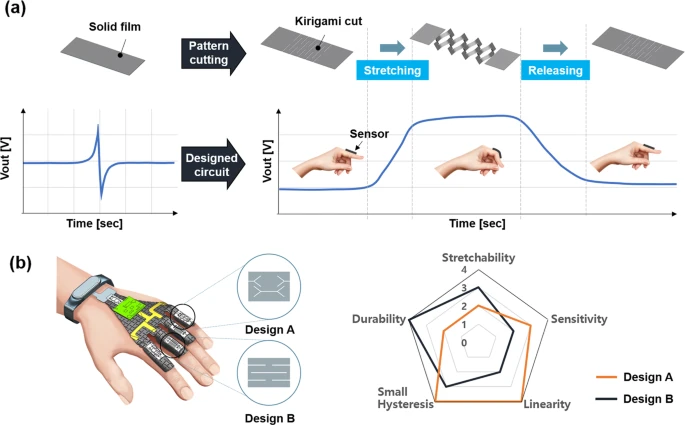 (a)
Solid film
Pattern
cutting
Kirigami cut
Stretching
Releasing
Vout [V]
Time [sec]
Designed
circuit
Vout [V]
Sensor
Time [sec]
(b)
Design A
Design B
Stretchability
Sensitivity
Linearity
Small
Hysteresis
Durability
4
3
2
1
0
Design A
Design B